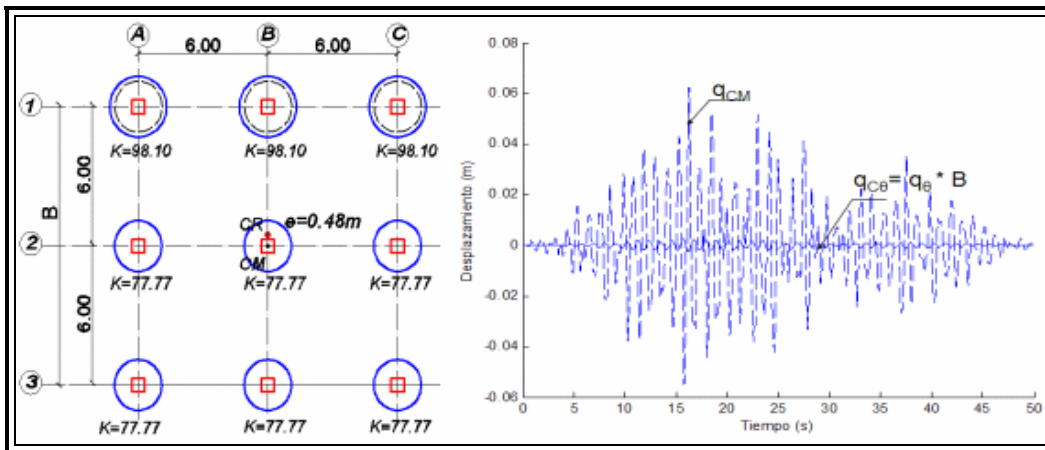 A B C
6.00 6.00
1
K=98.10 K=98.10 K=98.10
6.00
B
2
CR e=0.48m
CM
K=77.77 K=77.77 K=77.77
6.00
3
K=77.77 K=77.77 K=77.77
0.08
0.06
0.04
0.02
0
-0.02
-0.04
-0.06
Desplazamiento (m)
qCM
qCθ= qθ * B
0 5 10 15 20 25 30 35 40 45 50
Tiempo (s)